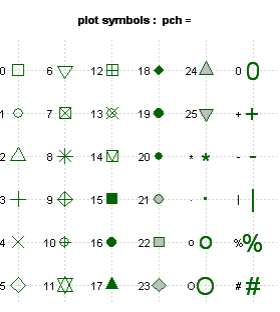 plot symbols : pch =
0 6 12 18 24 0 0
1 7 13 19 25 + +
2 8 14 20 * * - -
3 9 15 21 . . | |
4 10 16 22 o o % %
5 11 17 23 O O # #